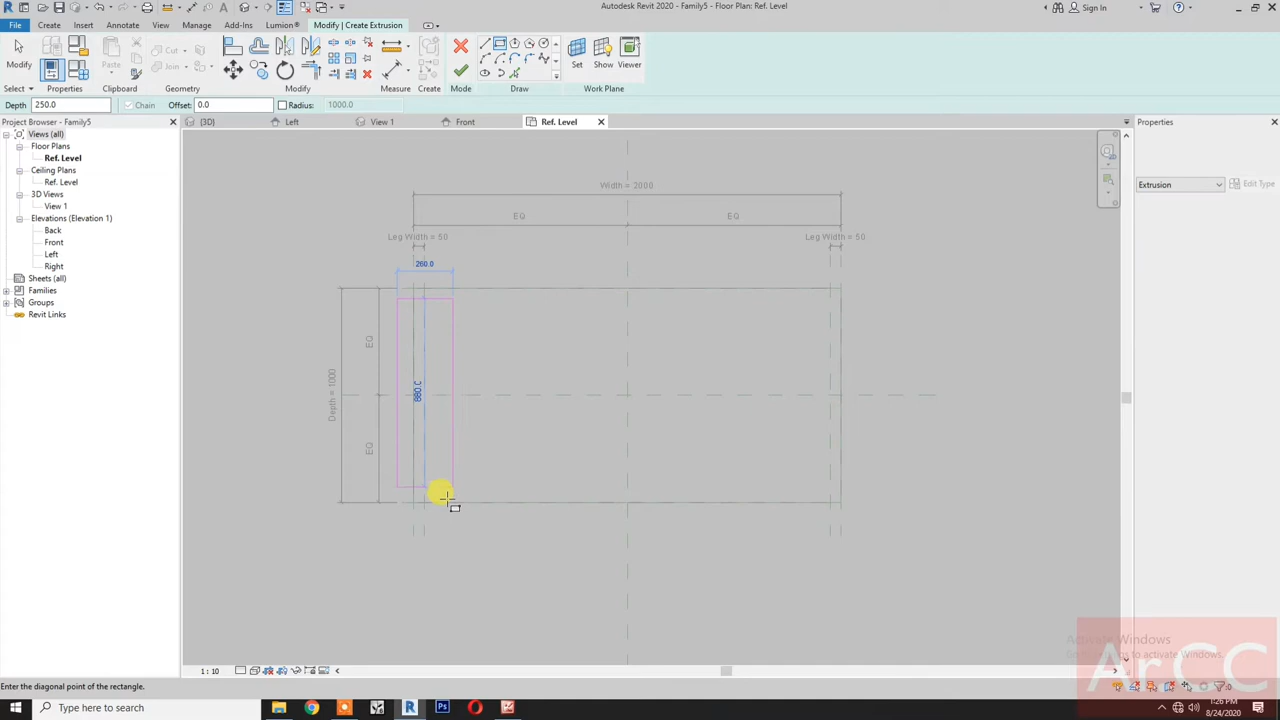 Autodesk Revit 2020 - Family5 - Floor Plan: Ref. Level
Sign In
File
Create
Insert
Annotate
View
Manage
Add-Ins
Lumion®
Modify | Create Extrusion
Modify
Paste
Cut
Join
Set
Show
Viewer
Select
Properties
Clipboard
Geometry
Modify
Measure
Create
Mode
Draw
Work Plane
Depth 250.0
Chain
Offset: 0.0
Radius: 1000.0
Project Browser - Family5
{3D}
Left
View 1
Front
Ref. Level
Properties
Views (all)
Floor Plans
Ref. Level
Ceiling Plans
Ref. Level
3D Views
View 1
Elevations (Elevation 1)
Back
Front
Left
Right
Sheets (all)
Families
Groups
Revit Links
Extrusion
Edit Type
Width = 2000
EQ
EQ
Leg Width = 50
Leg Width = 50
260.0
EQ
Depth = 1000
EQ
1 : 10
Activate Windows
Enter the diagonal point of the rectangle.
ArCC
:0
Type here to search
1:26 PM
8/24/2020